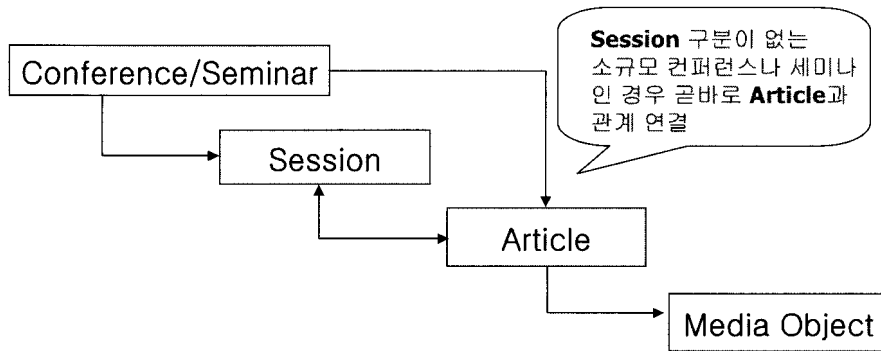 Conference/Seminar
Session 구분이 없는
소규모 컨퍼런스나 세미나
인 경우 곧바로 Article과
관계 연결
Session
Article
Media Object